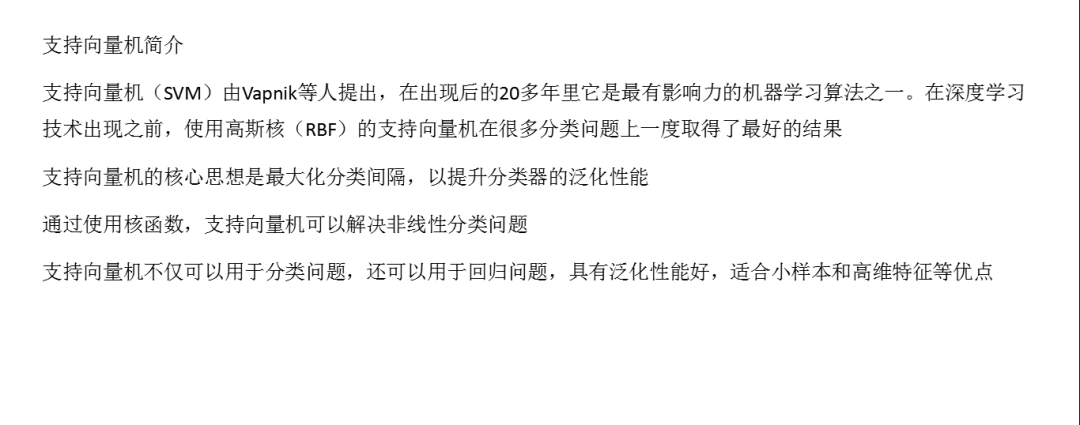 支持向量机简介
支持向量机（SVM）由Vapnik等人提出，在出现后的20多年里它是最有影响力的机器学习算法之一。在深度学习
技术出现之前，使用高斯核（RBF）的支持向量机在很多分类问题上一度取得了最好的结果
支持向量机的核心思想是最大化分类间隔，以提升分类器的泛化性能
通过使用核函数，支持向量机可以解决非线性分类问题
支持向量机不仅可以用于分类问题，还可以用于回归问题，具有泛化性能好，适合小样本和高维特征等优点